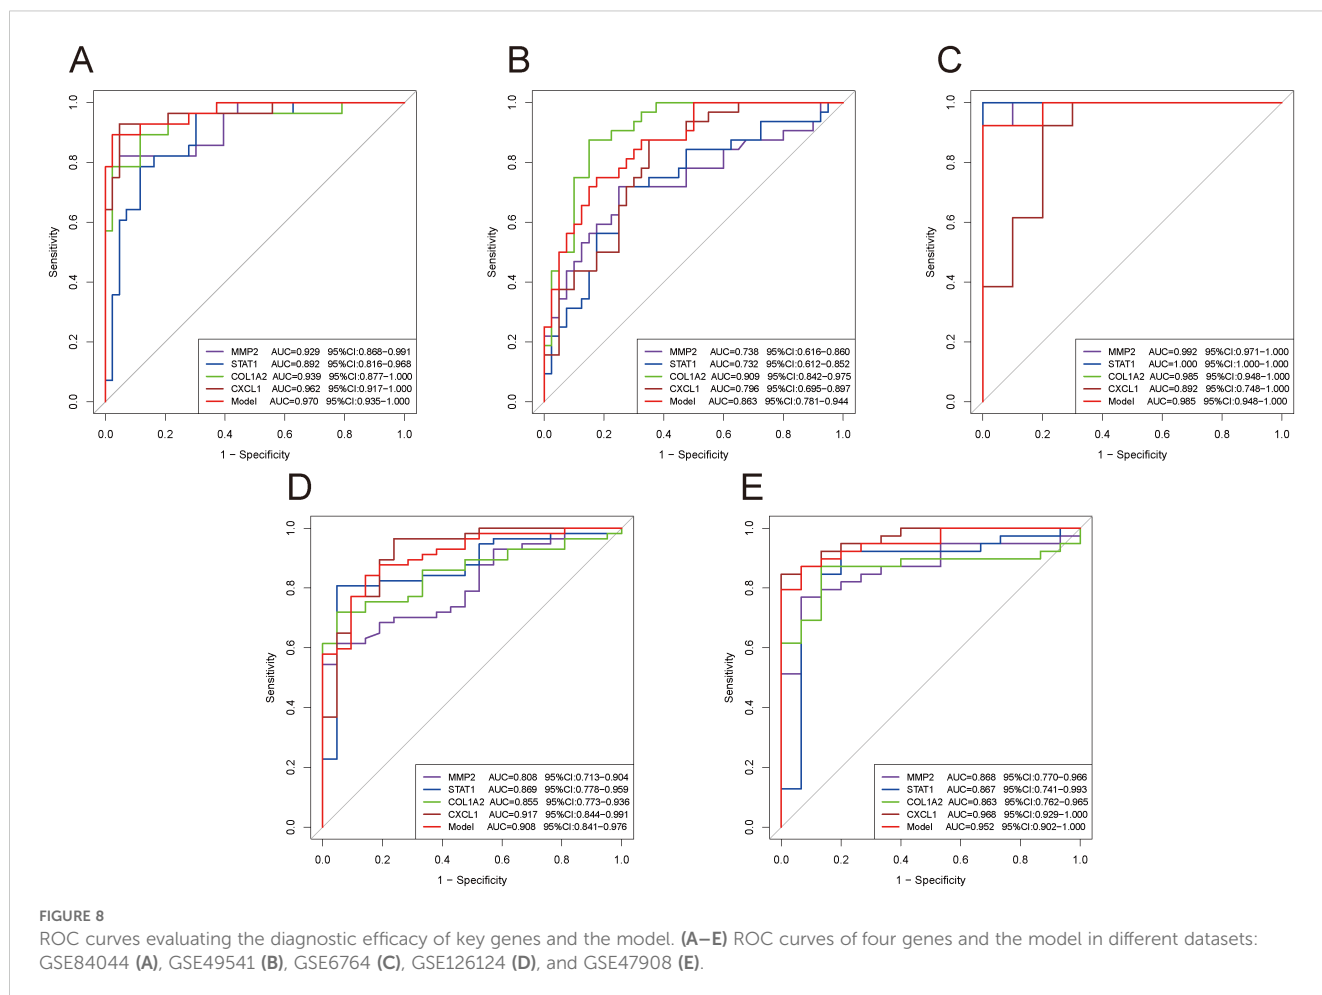 A
1.0
0.8
0.6
0.4
0.2
0.0
Sensitivity
MMP2 AUC=0.929 95%CI:0.868−0.991
STAT1 AUC=0.892 95%CI:0.816−0.968
COL1A2 AUC=0.939 95%CI:0.877−1.000
CXCL1 AUC=0.962 95%CI:0.917−1.000
Model AUC=0.970 95%CI:0.935−1.000
0.0 0.2 0.4 0.6 0.8 1.0
1 − Specificity
B
1.0
0.8
0.6
0.4
0.2
0.0
Sensitivity
MMP2 AUC=0.738 95%CI:0.616−0.860
STAT1 AUC=0.732 95%CI:0.612−0.852
COL1A2 AUC=0.909 95%CI:0.842−0.975
CXCL1 AUC=0.796 95%CI:0.695−0.897
Model AUC=0.863 95%CI:0.781−0.944
0.0 0.2 0.4 0.6 0.8 1.0
1 − Specificity
C
1.0
0.8
0.6
0.4
0.2
0.0
Sensitivity
MMP2 AUC=0.992 95%CI:0.971−1.000
STAT1 AUC=1.000 95%CI:1.000−1.000
COL1A2 AUC=0.985 95%CI:0.948−1.000
CXCL1 AUC=0.892 95%CI:0.748−1.000
Model AUC=0.985 95%CI:0.948−1.000
0.0 0.2 0.4 0.6 0.8 1.0
1 − Specificity
D
1.0
0.8
0.6
0.4
0.2
0.0
Sensitivity
MMP2 AUC=0.808 95%CI:0.713−0.904
STAT1 AUC=0.869 95%CI:0.778−0.959
COL1A2 AUC=0.855 95%CI:0.773−0.936
CXCL1 AUC=0.917 95%CI:0.844−0.991
Model AUC=0.908 95%CI:0.841−0.976
0.0 0.2 0.4 0.6 0.8 1.0
1 − Specificity
E
1.0
0.8
0.6
0.4
0.2
0.0
Sensitivity
MMP2 AUC=0.868 95%CI:0.770−0.966
STAT1 AUC=0.867 95%CI:0.741−0.993
COL1A2 AUC=0.863 95%CI:0.762−0.965
CXCL1 AUC=0.968 95%CI:0.929−1.000
Model AUC=0.952 95%CI:0.902−1.000
0.0 0.2 0.4 0.6 0.8 1.0
1 − Specificity
FIGURE 8
ROC curves evaluating the diagnostic efficacy of key genes and the model. (A–E) ROC curves of four genes and the model in different datasets:
GSE84044 (A), GSE49541 (B), GSE6764 (C), GSE126124 (D), and GSE47908 (E).